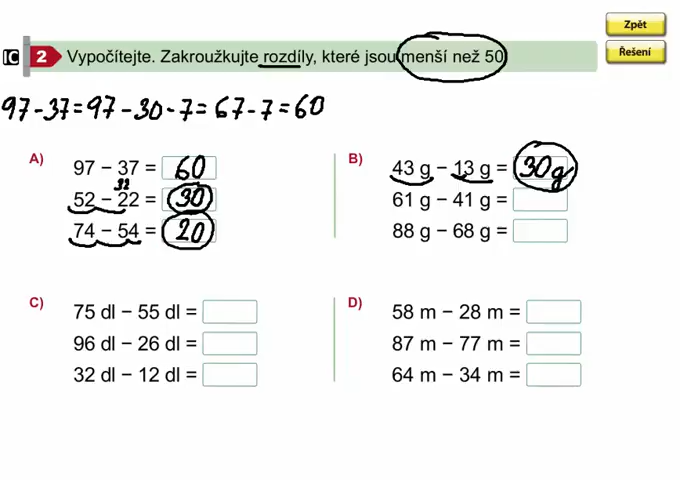 Zpět
Řešení
2 Vypočítejte. Zakroužkujte rozdíly, které jsou menší než 50
97-37=97-30-7=67-7=60
A)
97 − 37 = 60
32
52 − 22 = 30
74 − 54 = 20
B)
43 g − 13 g = 30g
61 g − 41 g =
88 g − 68 g =
C)
75 dl − 55 dl =
96 dl − 26 dl =
32 dl − 12 dl =
D)
58 m − 28 m =
87 m − 77 m =
64 m − 34 m =